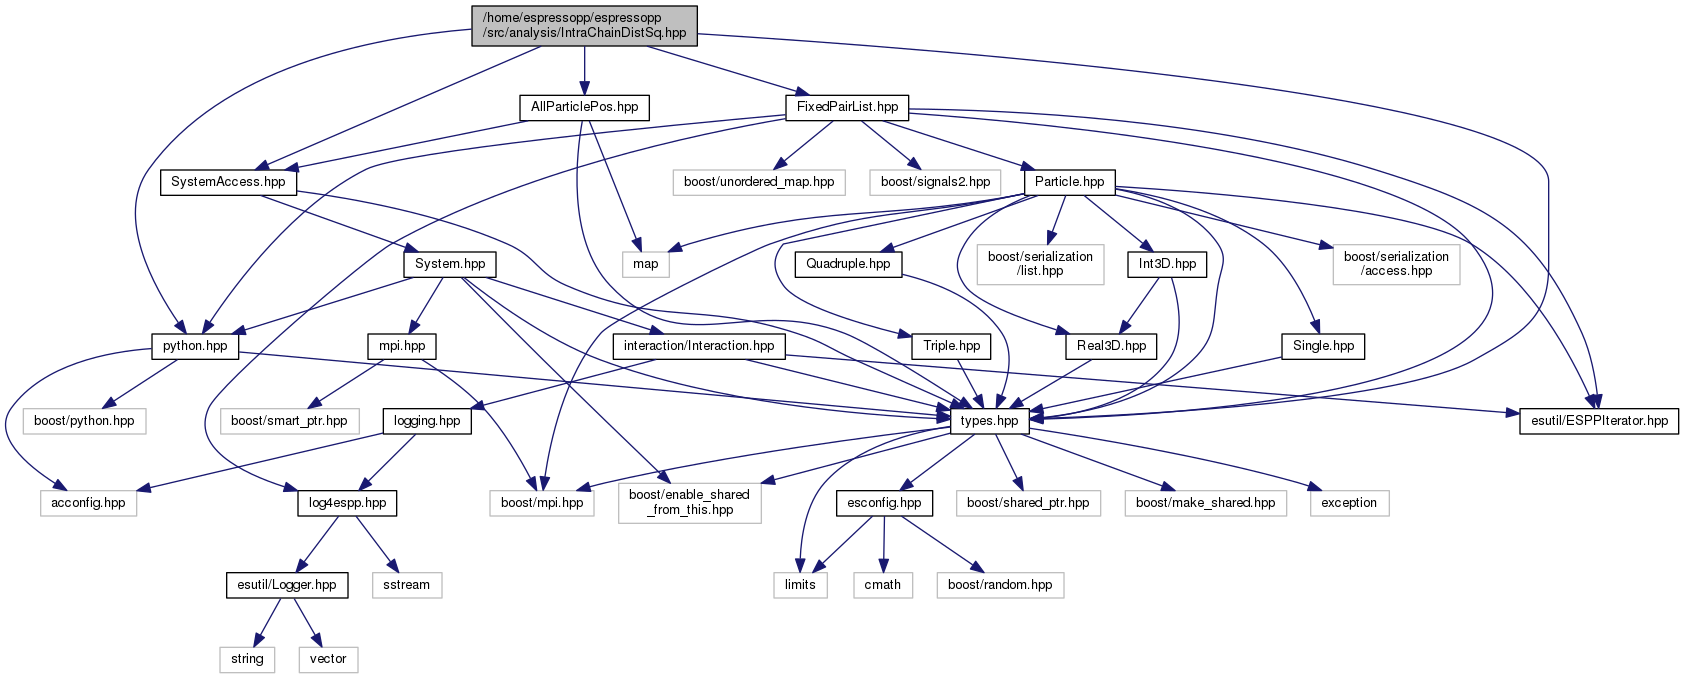 /home/espressopp/espressopp
/src/analysis/IntraChainDistSq.hpp
AllParticlePos.hpp
FixedPairList.hpp
SystemAccess.hpp
boost/unordered_map.hpp
boost/signals2.hpp
Particle.hpp
System.hpp
map
Quadruple.hpp
boost/serialization
/list.hpp
Int3D.hpp
boost/serialization
/access.hpp
python.hpp
mpi.hpp
interaction/Interaction.hpp
Triple.hpp
Real3D.hpp
Single.hpp
boost/python.hpp
boost/smart_ptr.hpp
logging.hpp
types.hpp
esutil/ESPPIterator.hpp
acconfig.hpp
log4espp.hpp
boost/mpi.hpp
boost/enable_shared
_from_this.hpp
esconfig.hpp
boost/shared_ptr.hpp
boost/make_shared.hpp
exception
esutil/Logger.hpp
sstream
limits
cmath
boost/random.hpp
string
vector